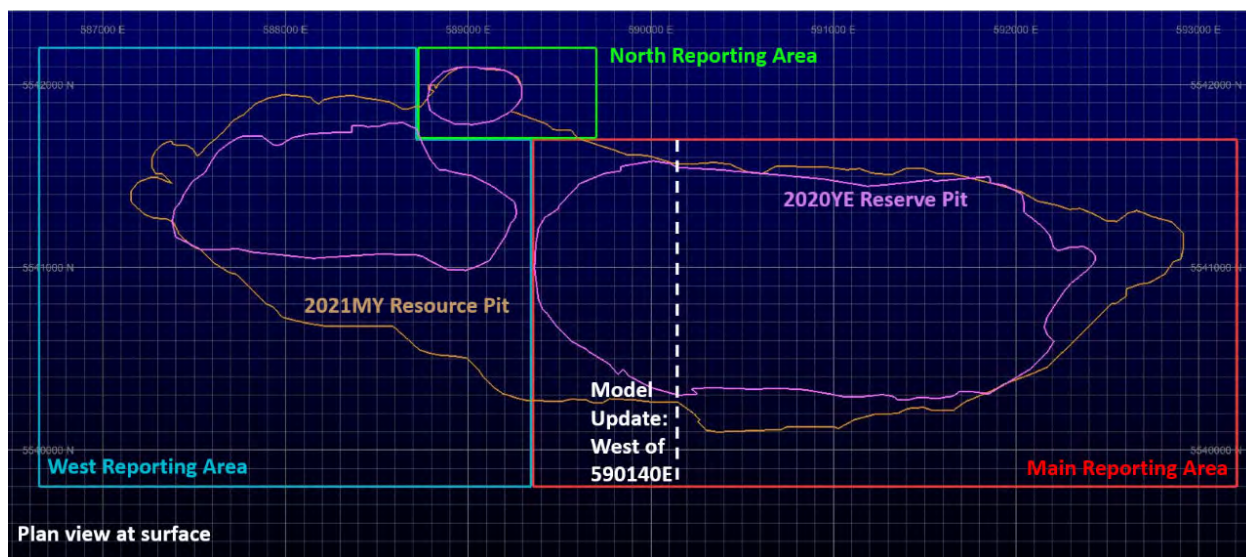 587000 E 588000 E 589000 E 590000 E 591000 E 592000 E 593000 E
North Reporting Area
5542000 N 5542000 N
2020YE Reserve Pit
5541000 N 5541000 N
2021MY Resource Pit
Model
Update:
West of
590140E
5540000 N 5540000 N
West Reporting Area
Main Reporting Area
Plan view at surface